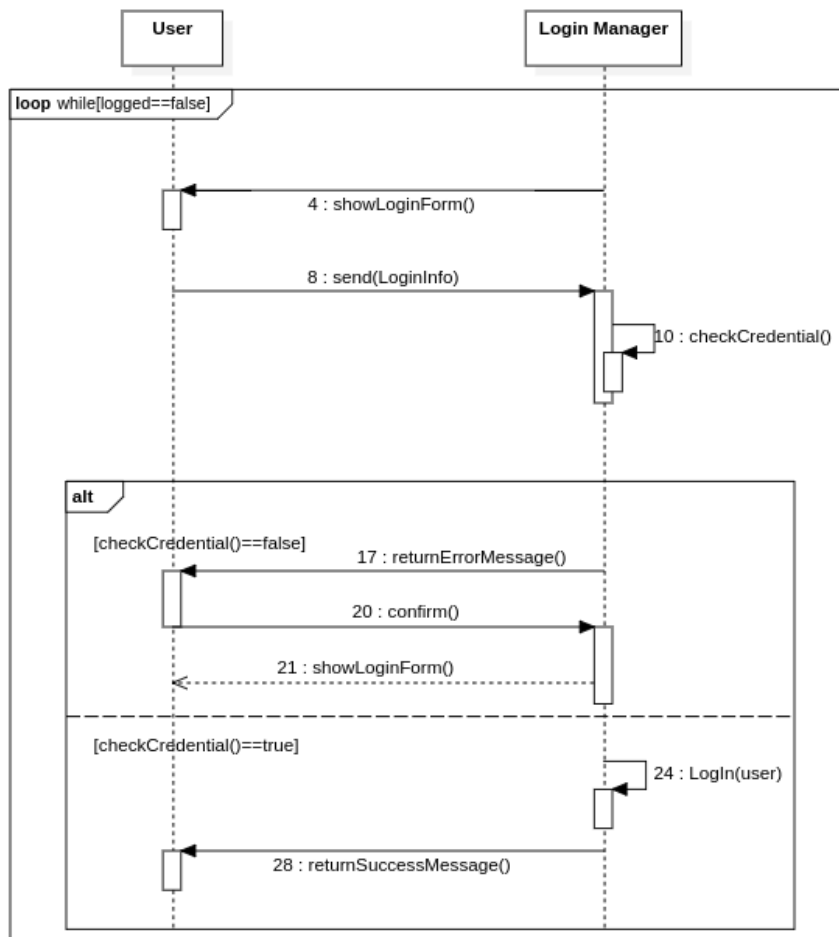 User
Login Manager
loop while[logged==false]
4 : showLoginForm()
8 : send(LoginInfo)
10 : checkCredential()
alt
[checkCredential()==false]
17 : returnErrorMessage()
20 : confirm()
21 : showLoginForm()
[checkCredential()==true]
24 : LogIn(user)
28 : returnSuccessMessage()